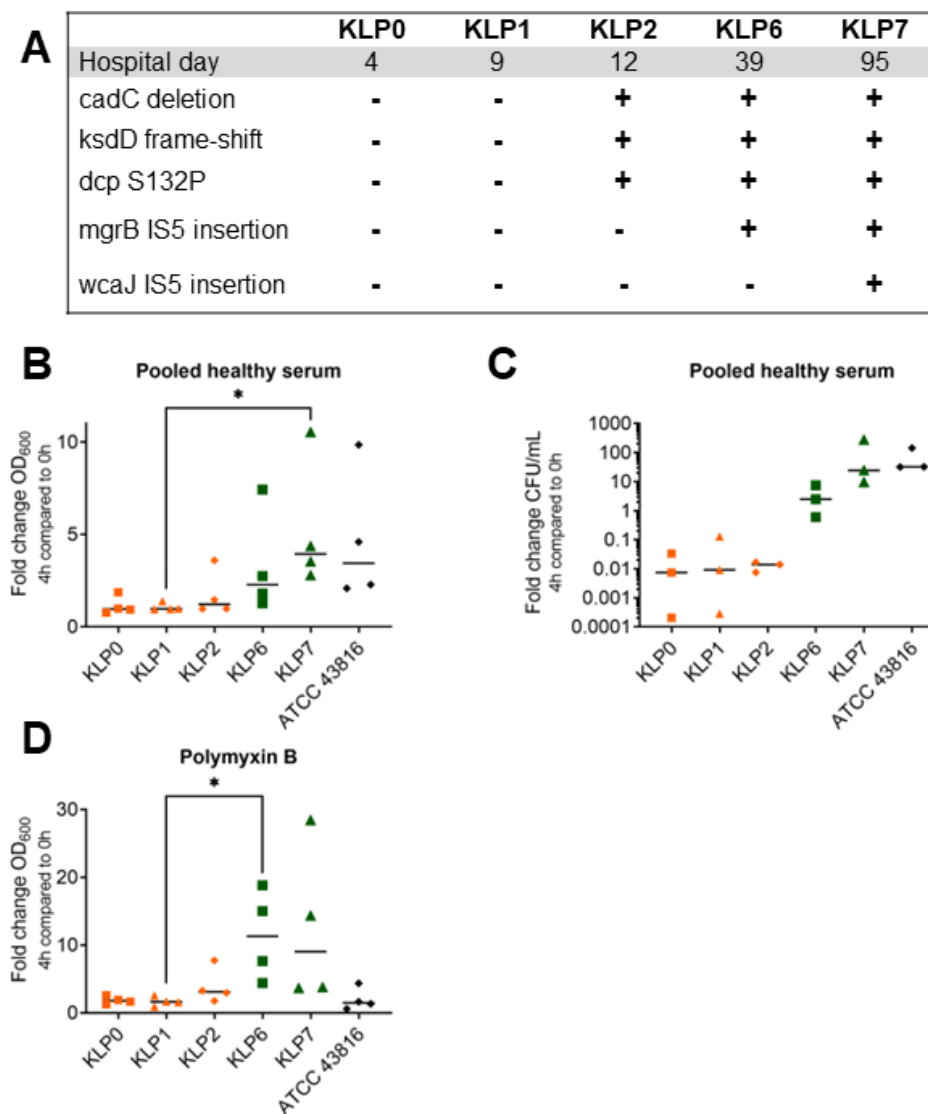 A
KLP0 KLP1 KLP2 KLP6 KLP7
Hospital day 4 9 12 39 95
cadC deletion - - + + +
ksdD frame-shift - - + + +
dcp S132P - - + + +
mgrB IS5 insertion - - - + +
wcaJ IS5 insertion - - - - +
B
Pooled healthy serum
*
Fold change OD600
4h compared to 0h
10
5
0
KLP0
KLP1
KLP2
KLP6
KLP7
ATCC 43816
C
Pooled healthy serum
Fold change CFU/mL
4h compared to 0h
1000
100
10
1
0.1
0.01
0.001
0.0001
KLP0
KLP1
KLP2
KLP6
KLP7
ATCC 43816
D
Polymyxin B
*
Fold change OD600
4h compared to 0h
30
20
10
0
KLP0
KLP1
KLP2
KLP6
KLP7
ATCC 43816